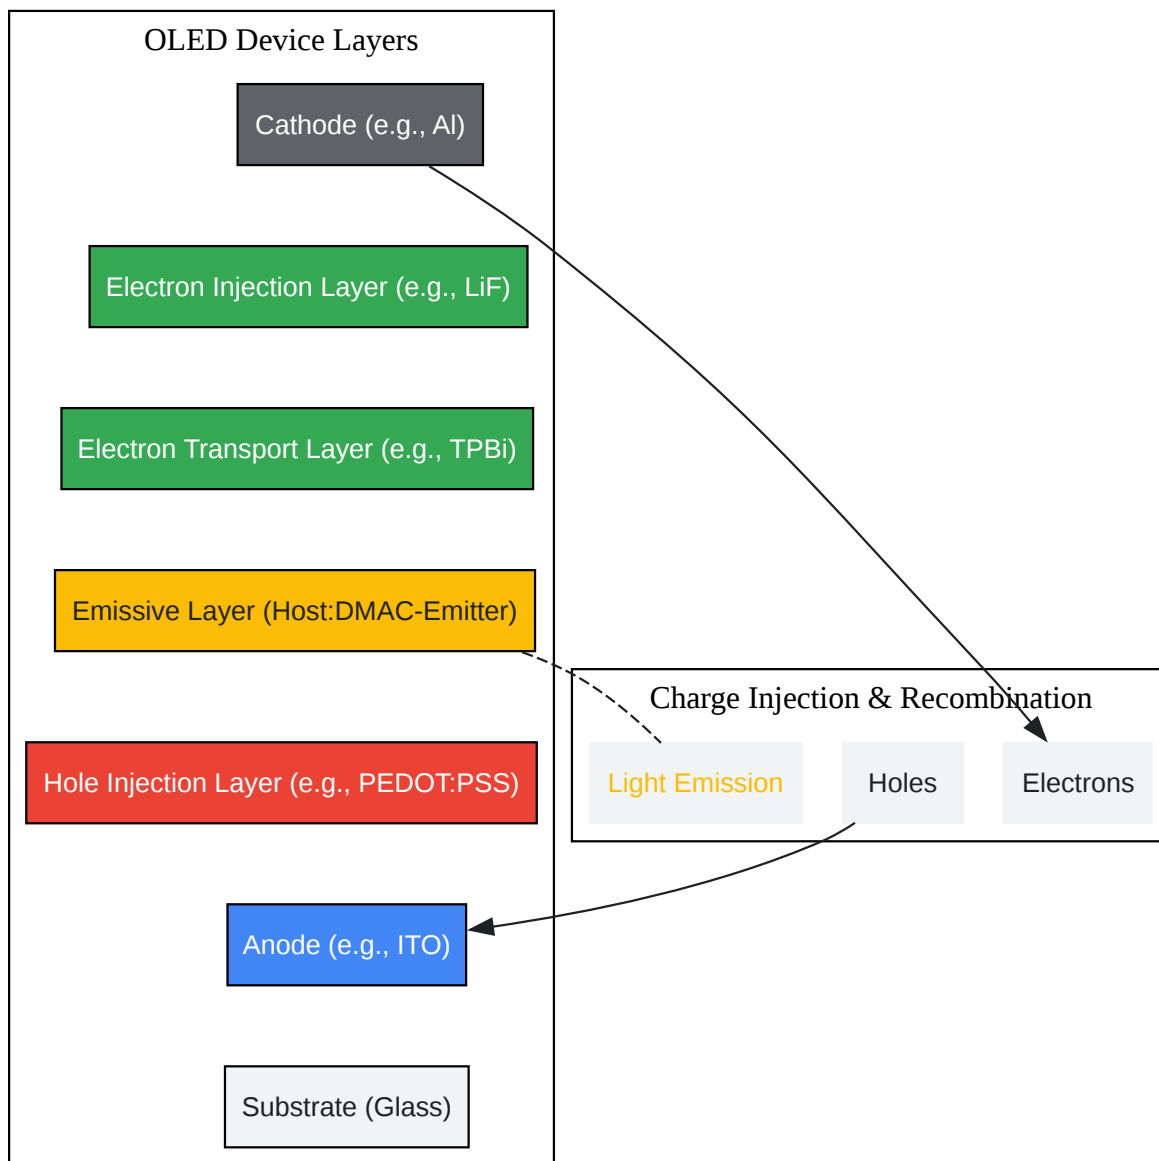 OLED Device Layers
Cathode (e.g., Al)
Electron Injection Layer (e.g., LiF)
Electron Transport Layer (e.g., TPBi)
Emissive Layer (Host:DMAC-Emitter)
Hole Injection Layer (e.g., PEDOT:PSS)
Anode (e.g., ITO)
Substrate (Glass)
Charge Injection & Recombination
Light Emission
Holes
Electrons